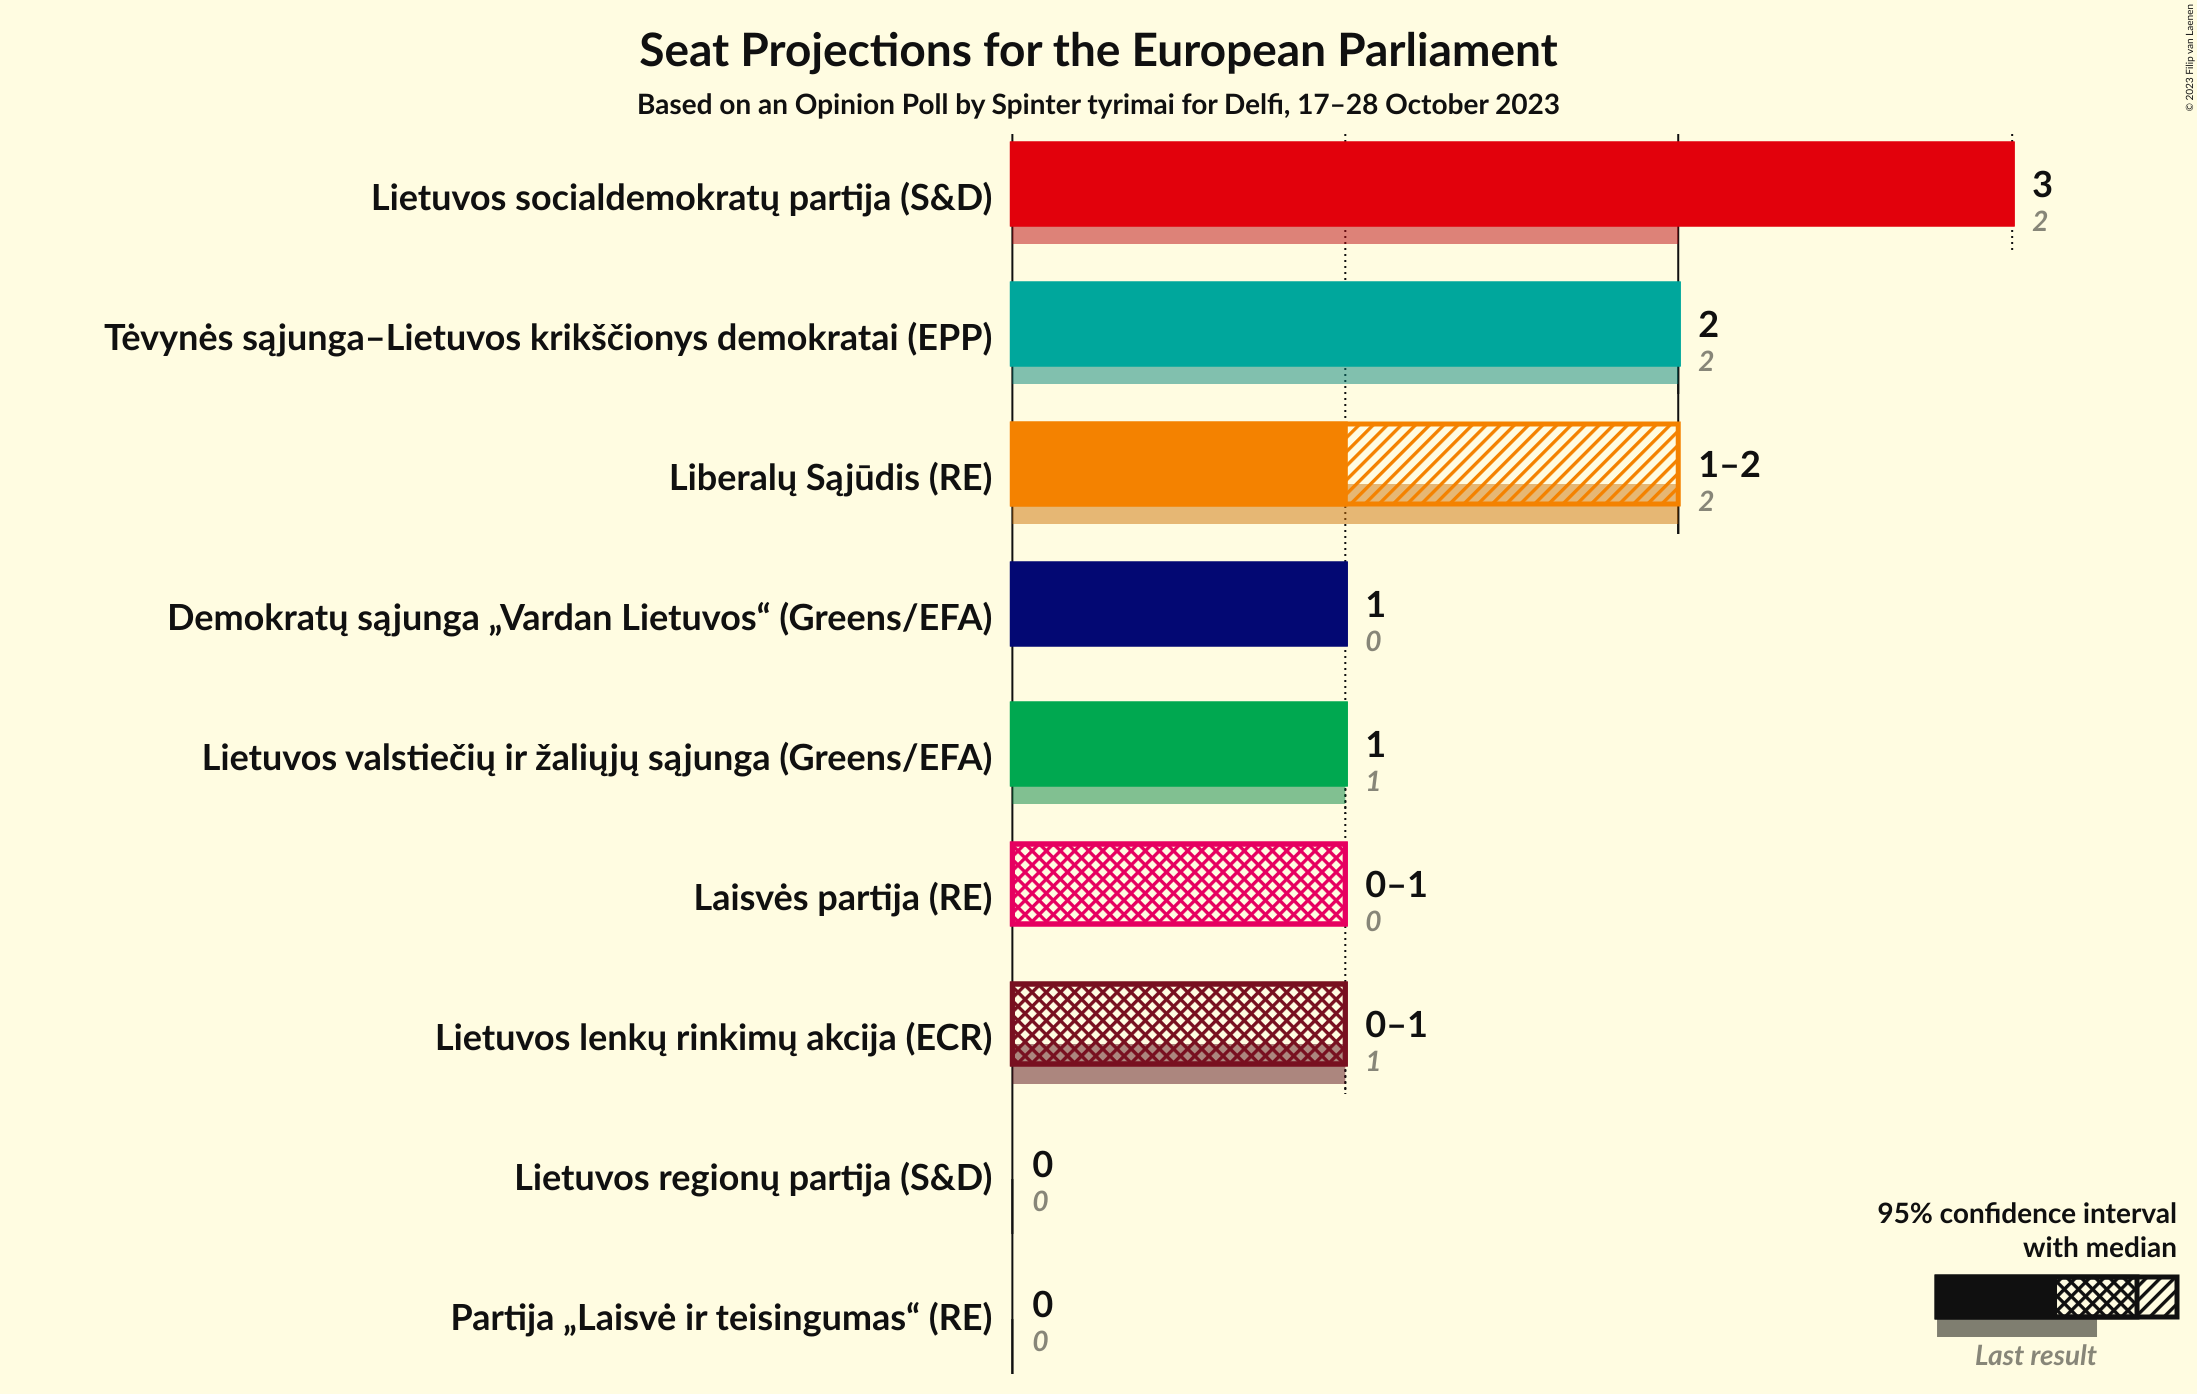 Seat Projections for the European Parliament
Based on an Opinion Poll by Spinter tyrimai for Delfi, 17–28 October 2023
© 2023 Filip van Laenen
Lietuvos socialdemokratų partija (S&D)
3
2
Tėvynės sąjunga–Lietuvos krikščionys demokratai (EPP)
2
2
Liberalų Sąjūdis (RE)
1–2
2
Demokratų sąjunga „Vardan Lietuvos“ (Greens/EFA)
1
0
Lietuvos valstiečių ir žaliųjų sąjunga (Greens/EFA)
1
1
Laisvės partija (RE)
0–1
0
Lietuvos lenkų rinkimų akcija (ECR)
0–1
1
Lietuvos regionų partija (S&D)
0
0
Partija „Laisvė ir teisingumas“ (RE)
0
0
95% confidence interval
with median
Last result